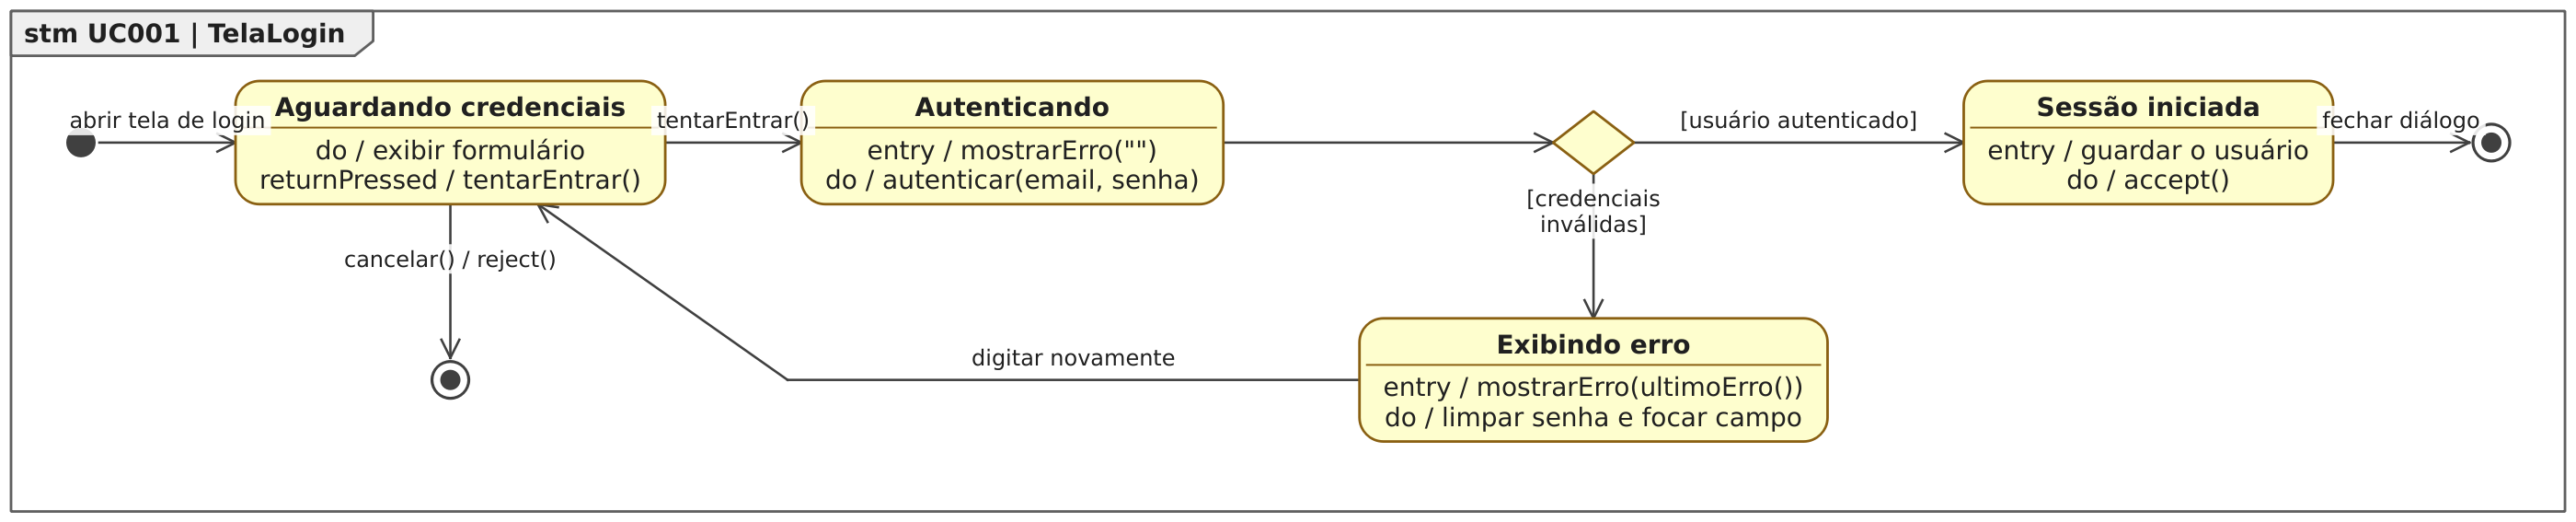 stm UC001 | TelaLogin
abrir tela de login
Aguardando credenciais
do / exibir formulário
returnPressed / tentarEntrar()
tentarEntrar()
Autenticando
entry / mostrarErro("")
do / autenticar(email, senha)
[usuário autenticado]
Sessão iniciada
entry / guardar o usuário
do / accept()
fechar diálogo
[credenciais
inválidas]
cancelar() / reject()
digitar novamente
Exibindo erro
entry / mostrarErro(ultimoErro())
do / limpar senha e focar campo